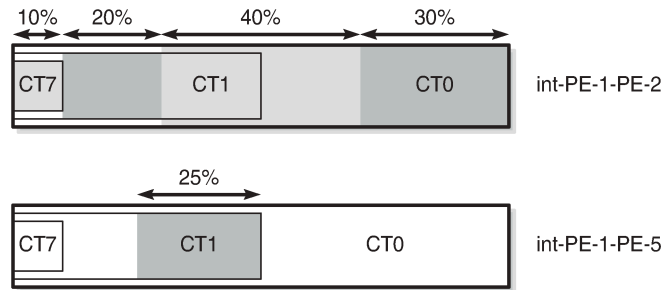 10% 20% 40% 30%
CT7 CT1 CT0 int-PE-1-PE-2
25%
CT7 CT1 CT0 int-PE-1-PE-5